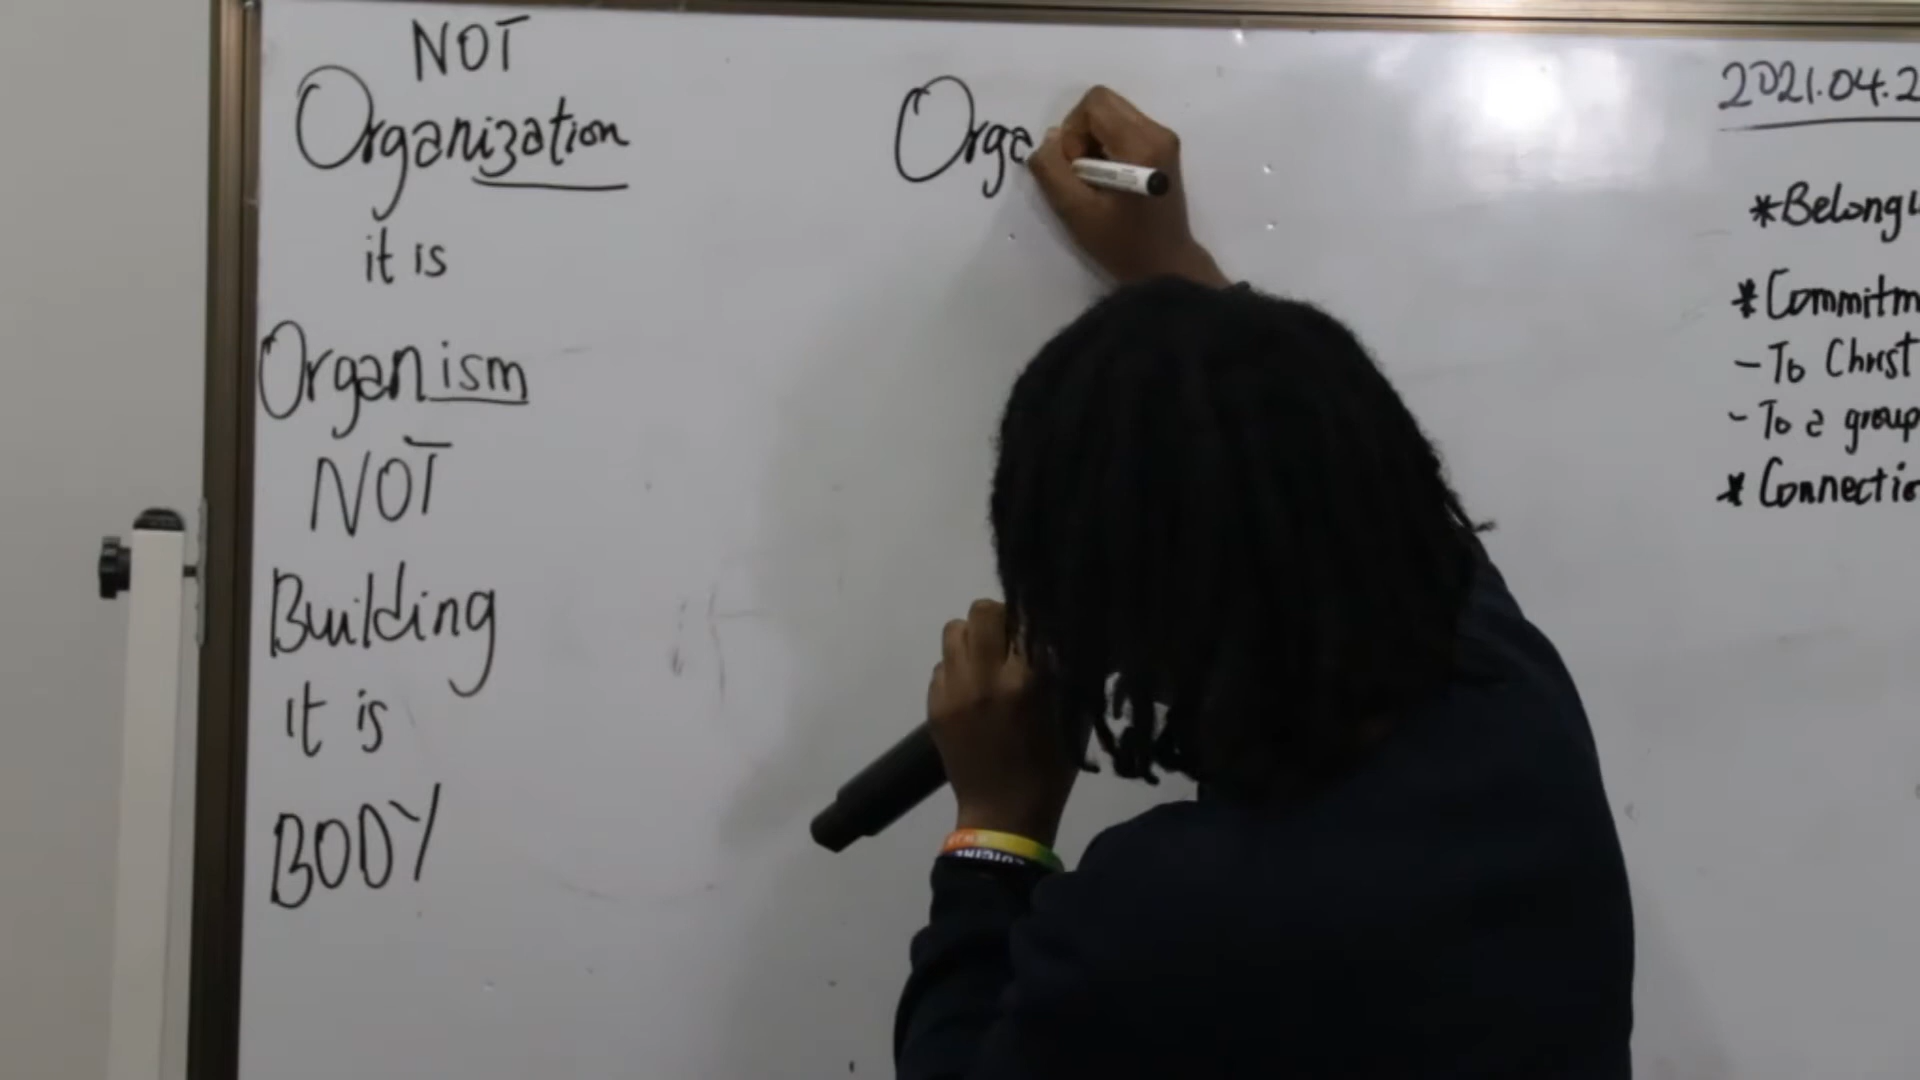 NOT
Organization
it is
Organism
NOT
Building
It is
BODY
Orga
2021.04.2
*Belongi
*Commitm
- To Christ
- To a group
* Connectio